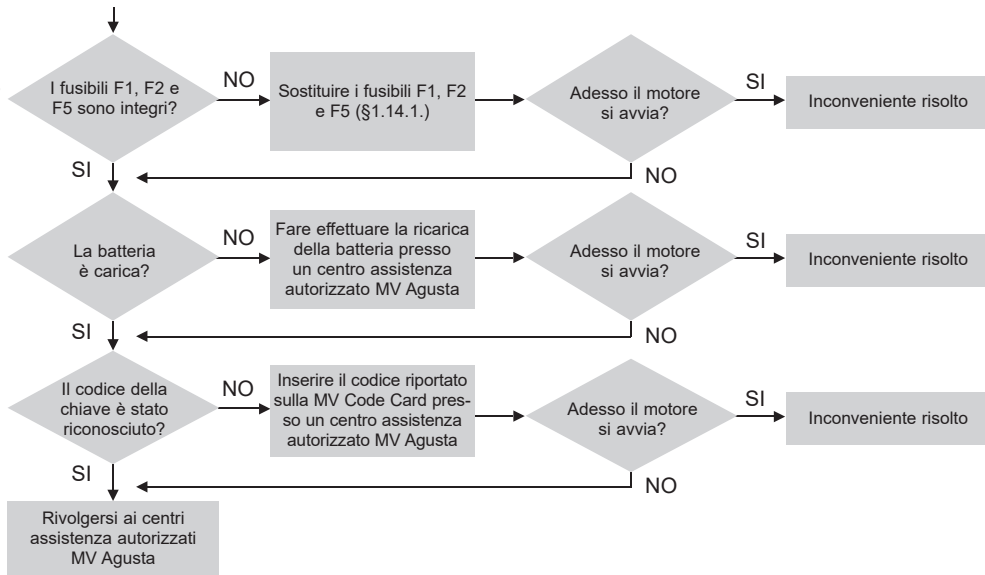 I fusibili F1, F2 e
F5 sono integri?
NO
Sostituire i fusibili F1, F2
e F5 (§1.14.1.)
Adesso il motore
si avvia?
SI
Inconveniente risolto
SI
NO
La batteria
è carica?
NO
Fare effettuare la ricarica
della batteria presso
un centro assistenza
autorizzato MV Agusta
Adesso il motore
si avvia?
SI
Inconveniente risolto
SI
NO
Il codice della
chiave è stato
riconosciuto?
NO
Inserire il codice riportato
sulla MV Code Card pres-
so un centro assistenza
autorizzato MV Agusta
Adesso il motore
si avvia?
SI
Inconveniente risolto
SI
NO
Rivolgersi ai centri
assistenza autorizzati
MV Agusta